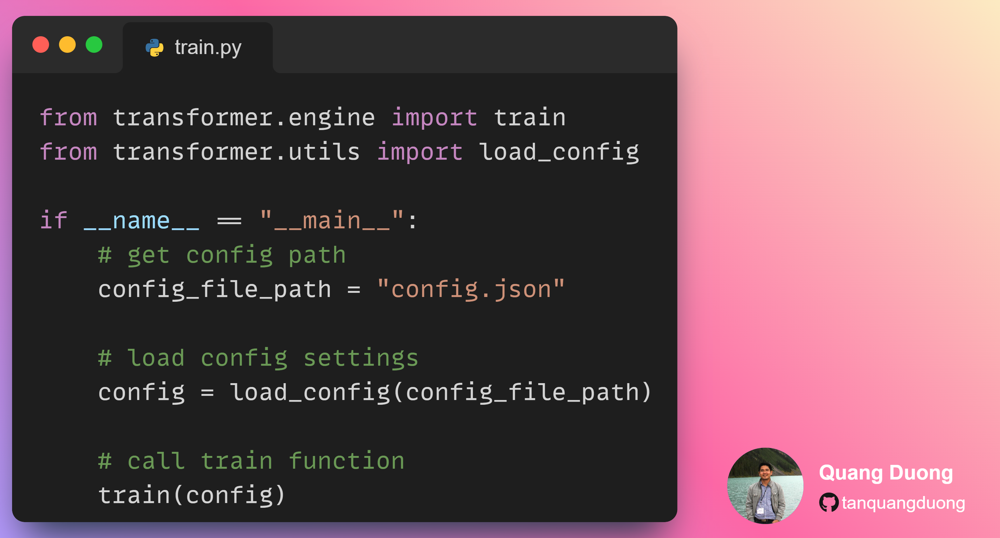 train.py
from transformer.engine import train
from transformer.utils import load_config
if __name__ == "__main__":
# get config path
config_file_path = "config.json"
# load config settings
config = load_config(config_file_path)
# call train function
train(config)
Quang Duong
tanquangduong